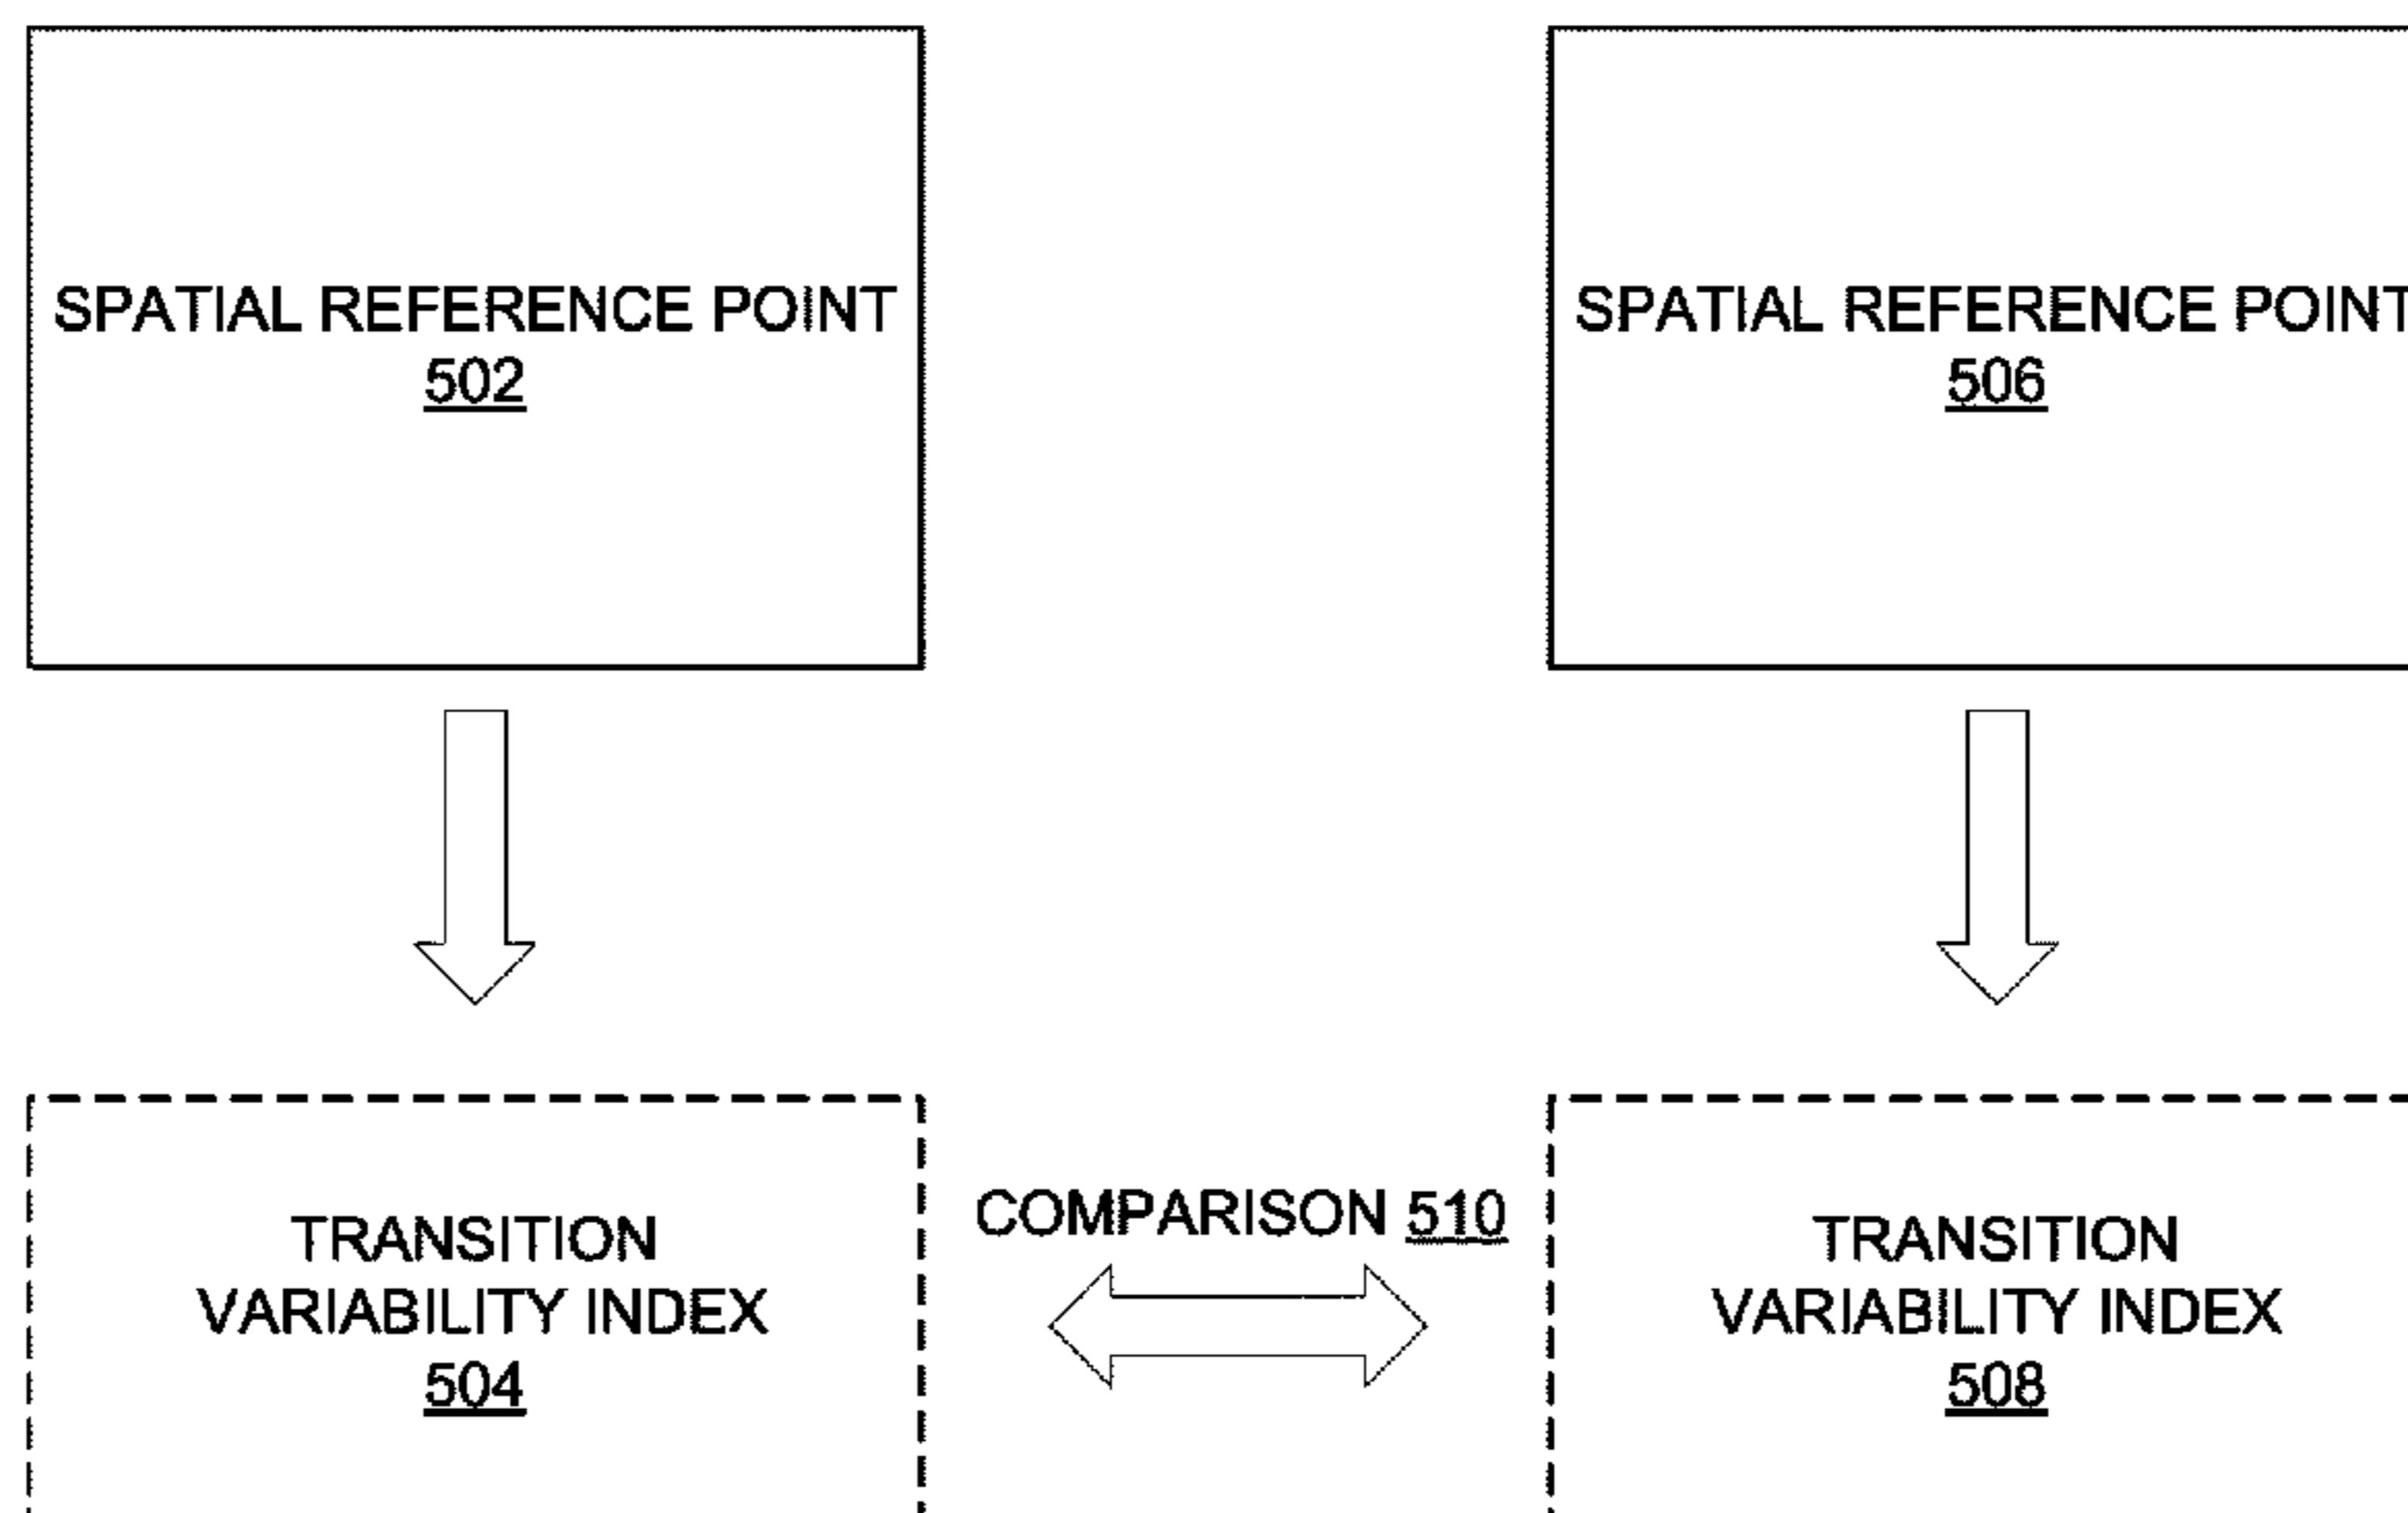 SPATIAL REFERENCE POINT
502
SPATIAL REFERENCE POINT
506
TRANSITION
VARIABILITY INDEX
504
COMPARISON 510
TRANSITION
VARIABILITY INDEX
508